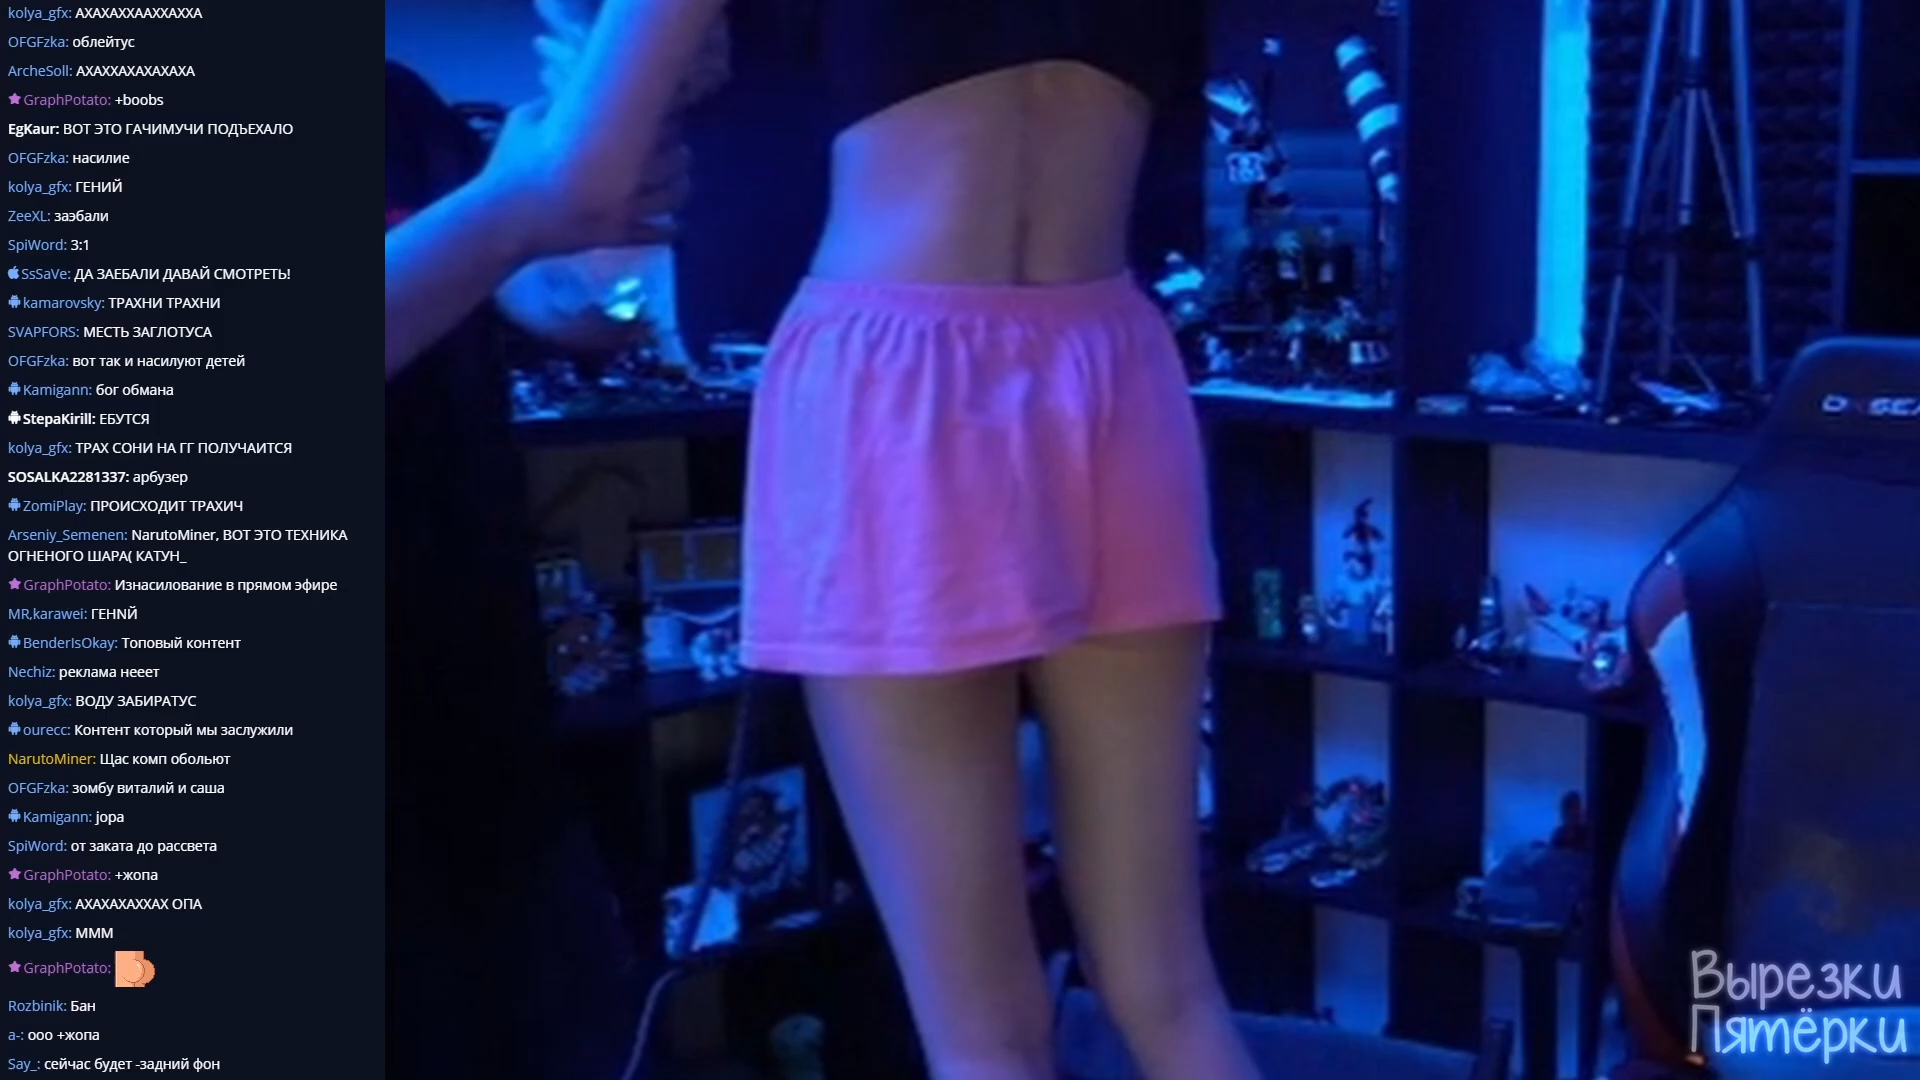 kolya_gfx: АХАХАХХААХХАХХА
OFGFzka: облейтус
ArcheSoll: АХАХХАХАХАХАХА
GraphPotato: +boobs
EgKaur: ВОТ ЭТО ГАЧИМУЧИ ПОДЪЕХАЛО
OFGFzka: насилие
kolya_gfx: ГЕНИЙ
ZeeXL: заэбали
SpiWord: 3:1
SsSaVe: ДА ЗАЕБАЛИ ДАВАЙ СМОТРЕТЬ!
kamarovsky: ТРАХНИ ТРАХНИ
SVAPFORS: МЕСТЬ ЗАГЛОТУСА
OFGFzka: вот так и насилуют детей
Kamigann: бог обмана
StepaKirill: ЕБУТСЯ
kolya_gfx: ТРАХ СОНИ НА ГГ ПОЛУЧАИТСЯ
SOSALKA2281337: арбузер
ZomiPlay: ПРОИСХОДИТ ТРАХИЧ
Arseniy_Semenen: NarutoMiner, ВОТ ЭТО ТЕХНИКА
ОГНЕНОГО ШАРА( КАТУН_
GraphPotato: Изнасилование в прямом эфире
MR,karawei: ГЕНNЙ
BenderIsOkay: Топовый контент
Nechiz: реклама нееет
kolya_gfx: ВОДУ ЗАБИРАТУС
ourecc: Контент который мы заслужили
NarutoMiner: Щас комп обольют
OFGFzka: зомбу виталий и саша
Kamigann: jopa
SpiWord: от заката до рассвета
GraphPotato: +жопа
kolya_gfx: АХАХАХАХХАХ ОПА
kolya_gfx: МММ
GraphPotato:
Rozbinik: Бан
a-: ооо +жопа
Say_: сейчас будет -задний фон
Вырезки
Пятёрки